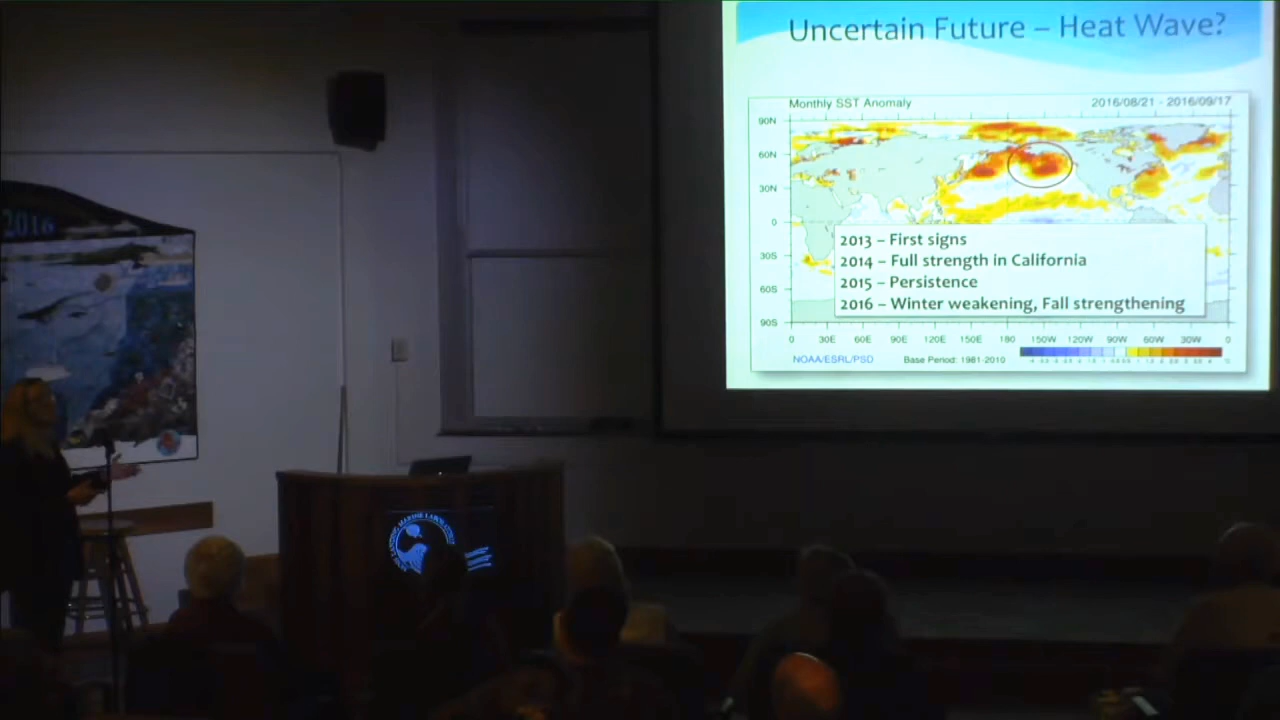 Uncertain Future – Heat Wave?
Monthly SST Anomaly
2016/08/21 - 2016/09/17
90N
60N
30N
0
30S
60S
90S
2013 – First signs
2014 – Full strength in California
2015 – Persistence
2016 – Winter weakening, Fall strengthening
0 30E 60E 90E 120E 150E 180 150W 120W 90W 60W 30W 0
NOAA/ESRL/PSD
Base Period: 1981-2010
2016
MARINE LABORATORIES